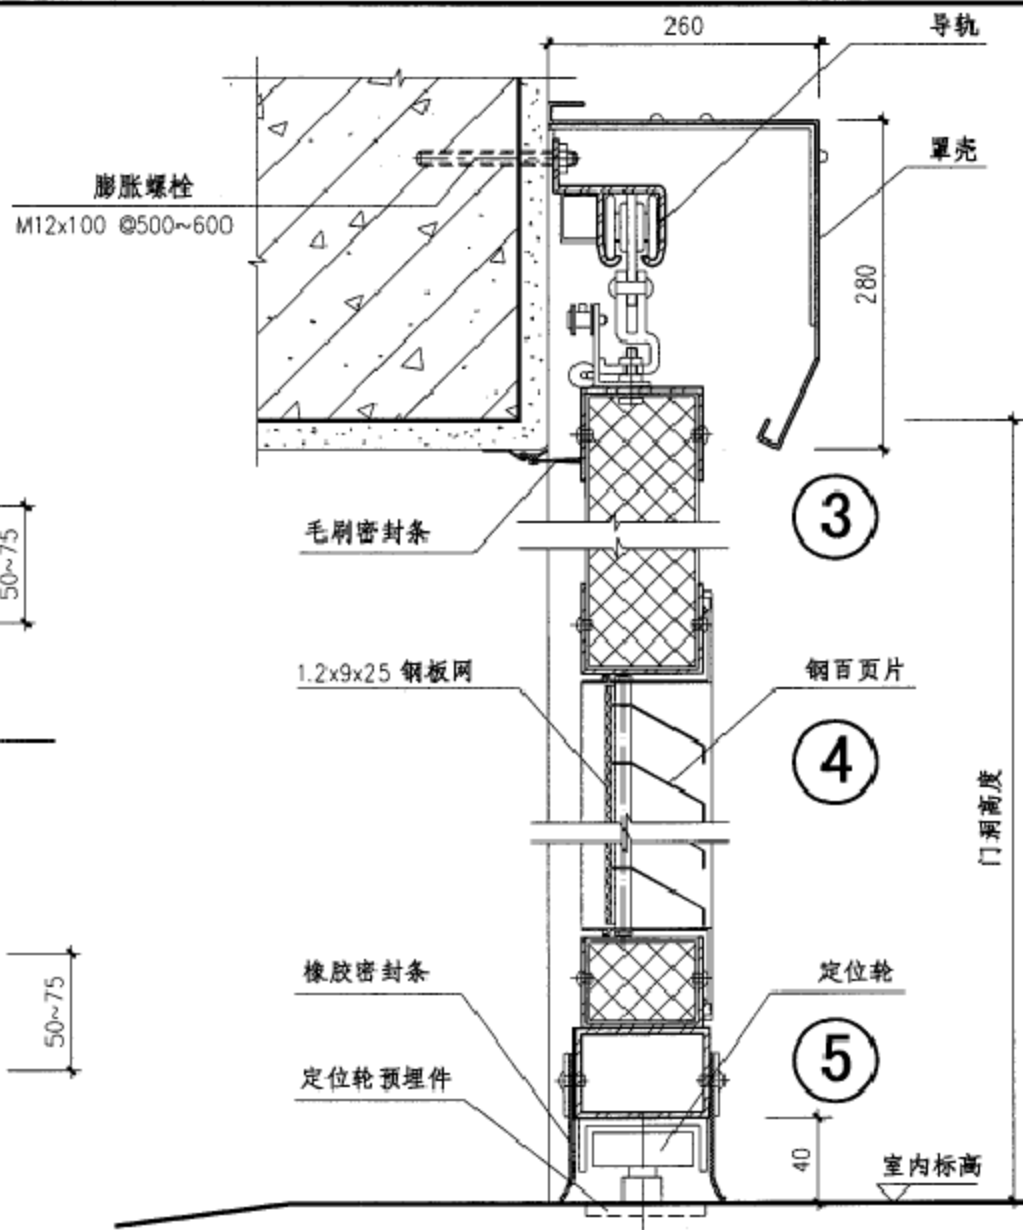 260
导轨
罩壳
膨胀螺栓
M12x100 @500~600
280
毛刷密封条
3
50~75
1.2x9x25 钢板网
钢百页片
4
门洞高度
橡胶密封条
定位轮
50~75
定位轮预埋件
5
40
室内标高